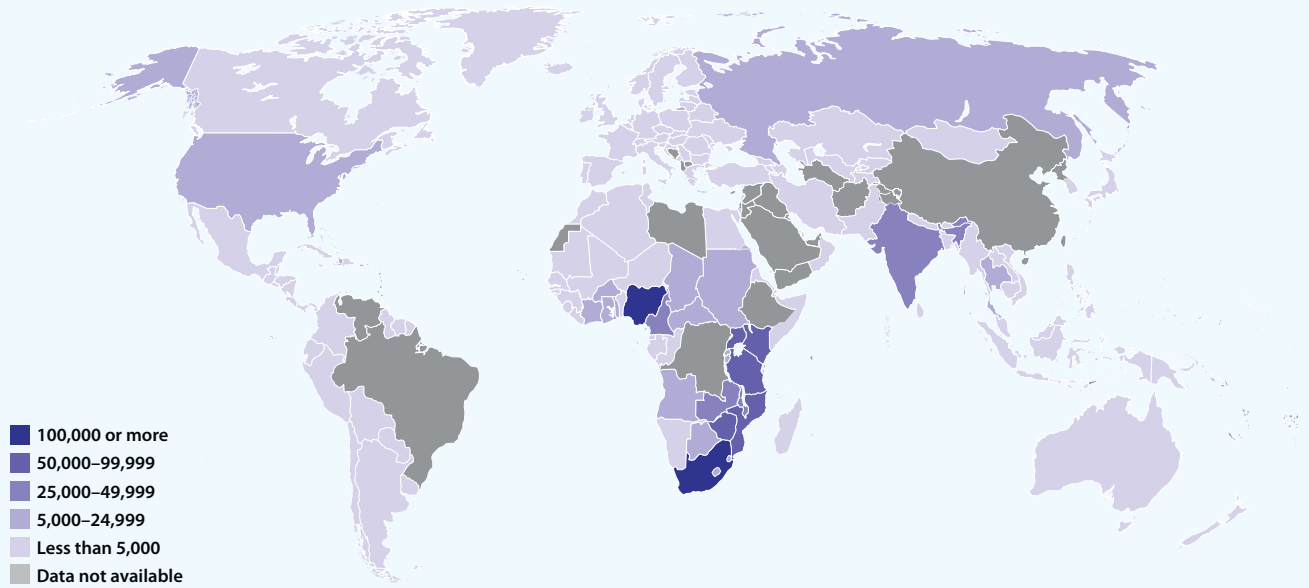 100,000 or more
50,000–99,999
25,000–49,999
5,000–24,999
Less than 5,000
Data not available